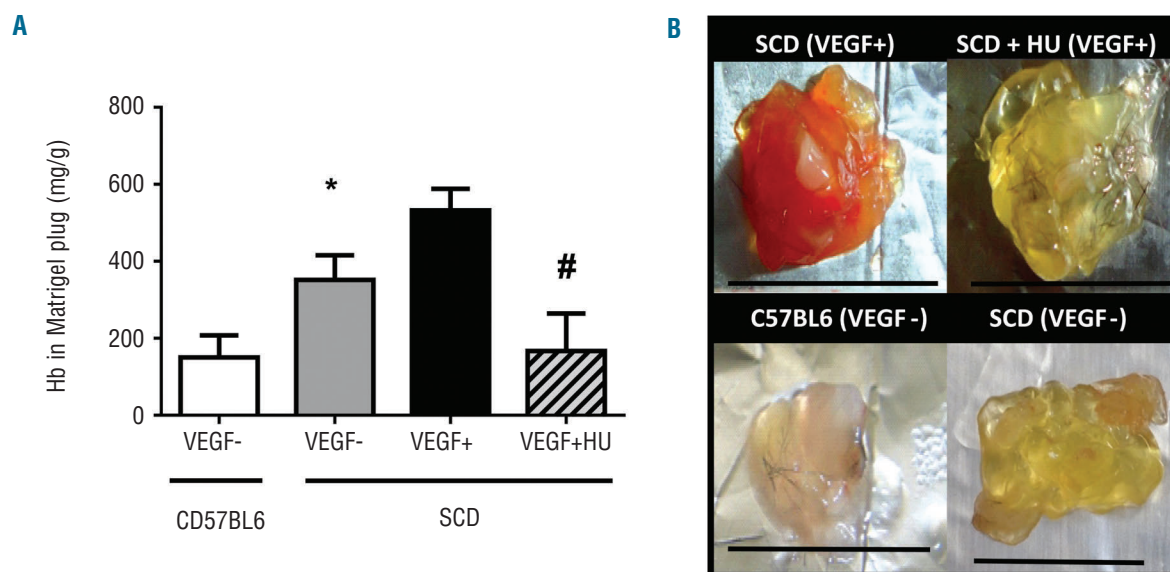 A
Hb in Matrigel plug (mg/g)
800
600
400
200
0
*
#
VEGF-
VEGF-
VEGF+
VEGF+HU
CD57BL6
SCD
B
SCD (VEGF+)
SCD + HU (VEGF+)
C57BL6 (VEGF -)
SCD (VEGF-)